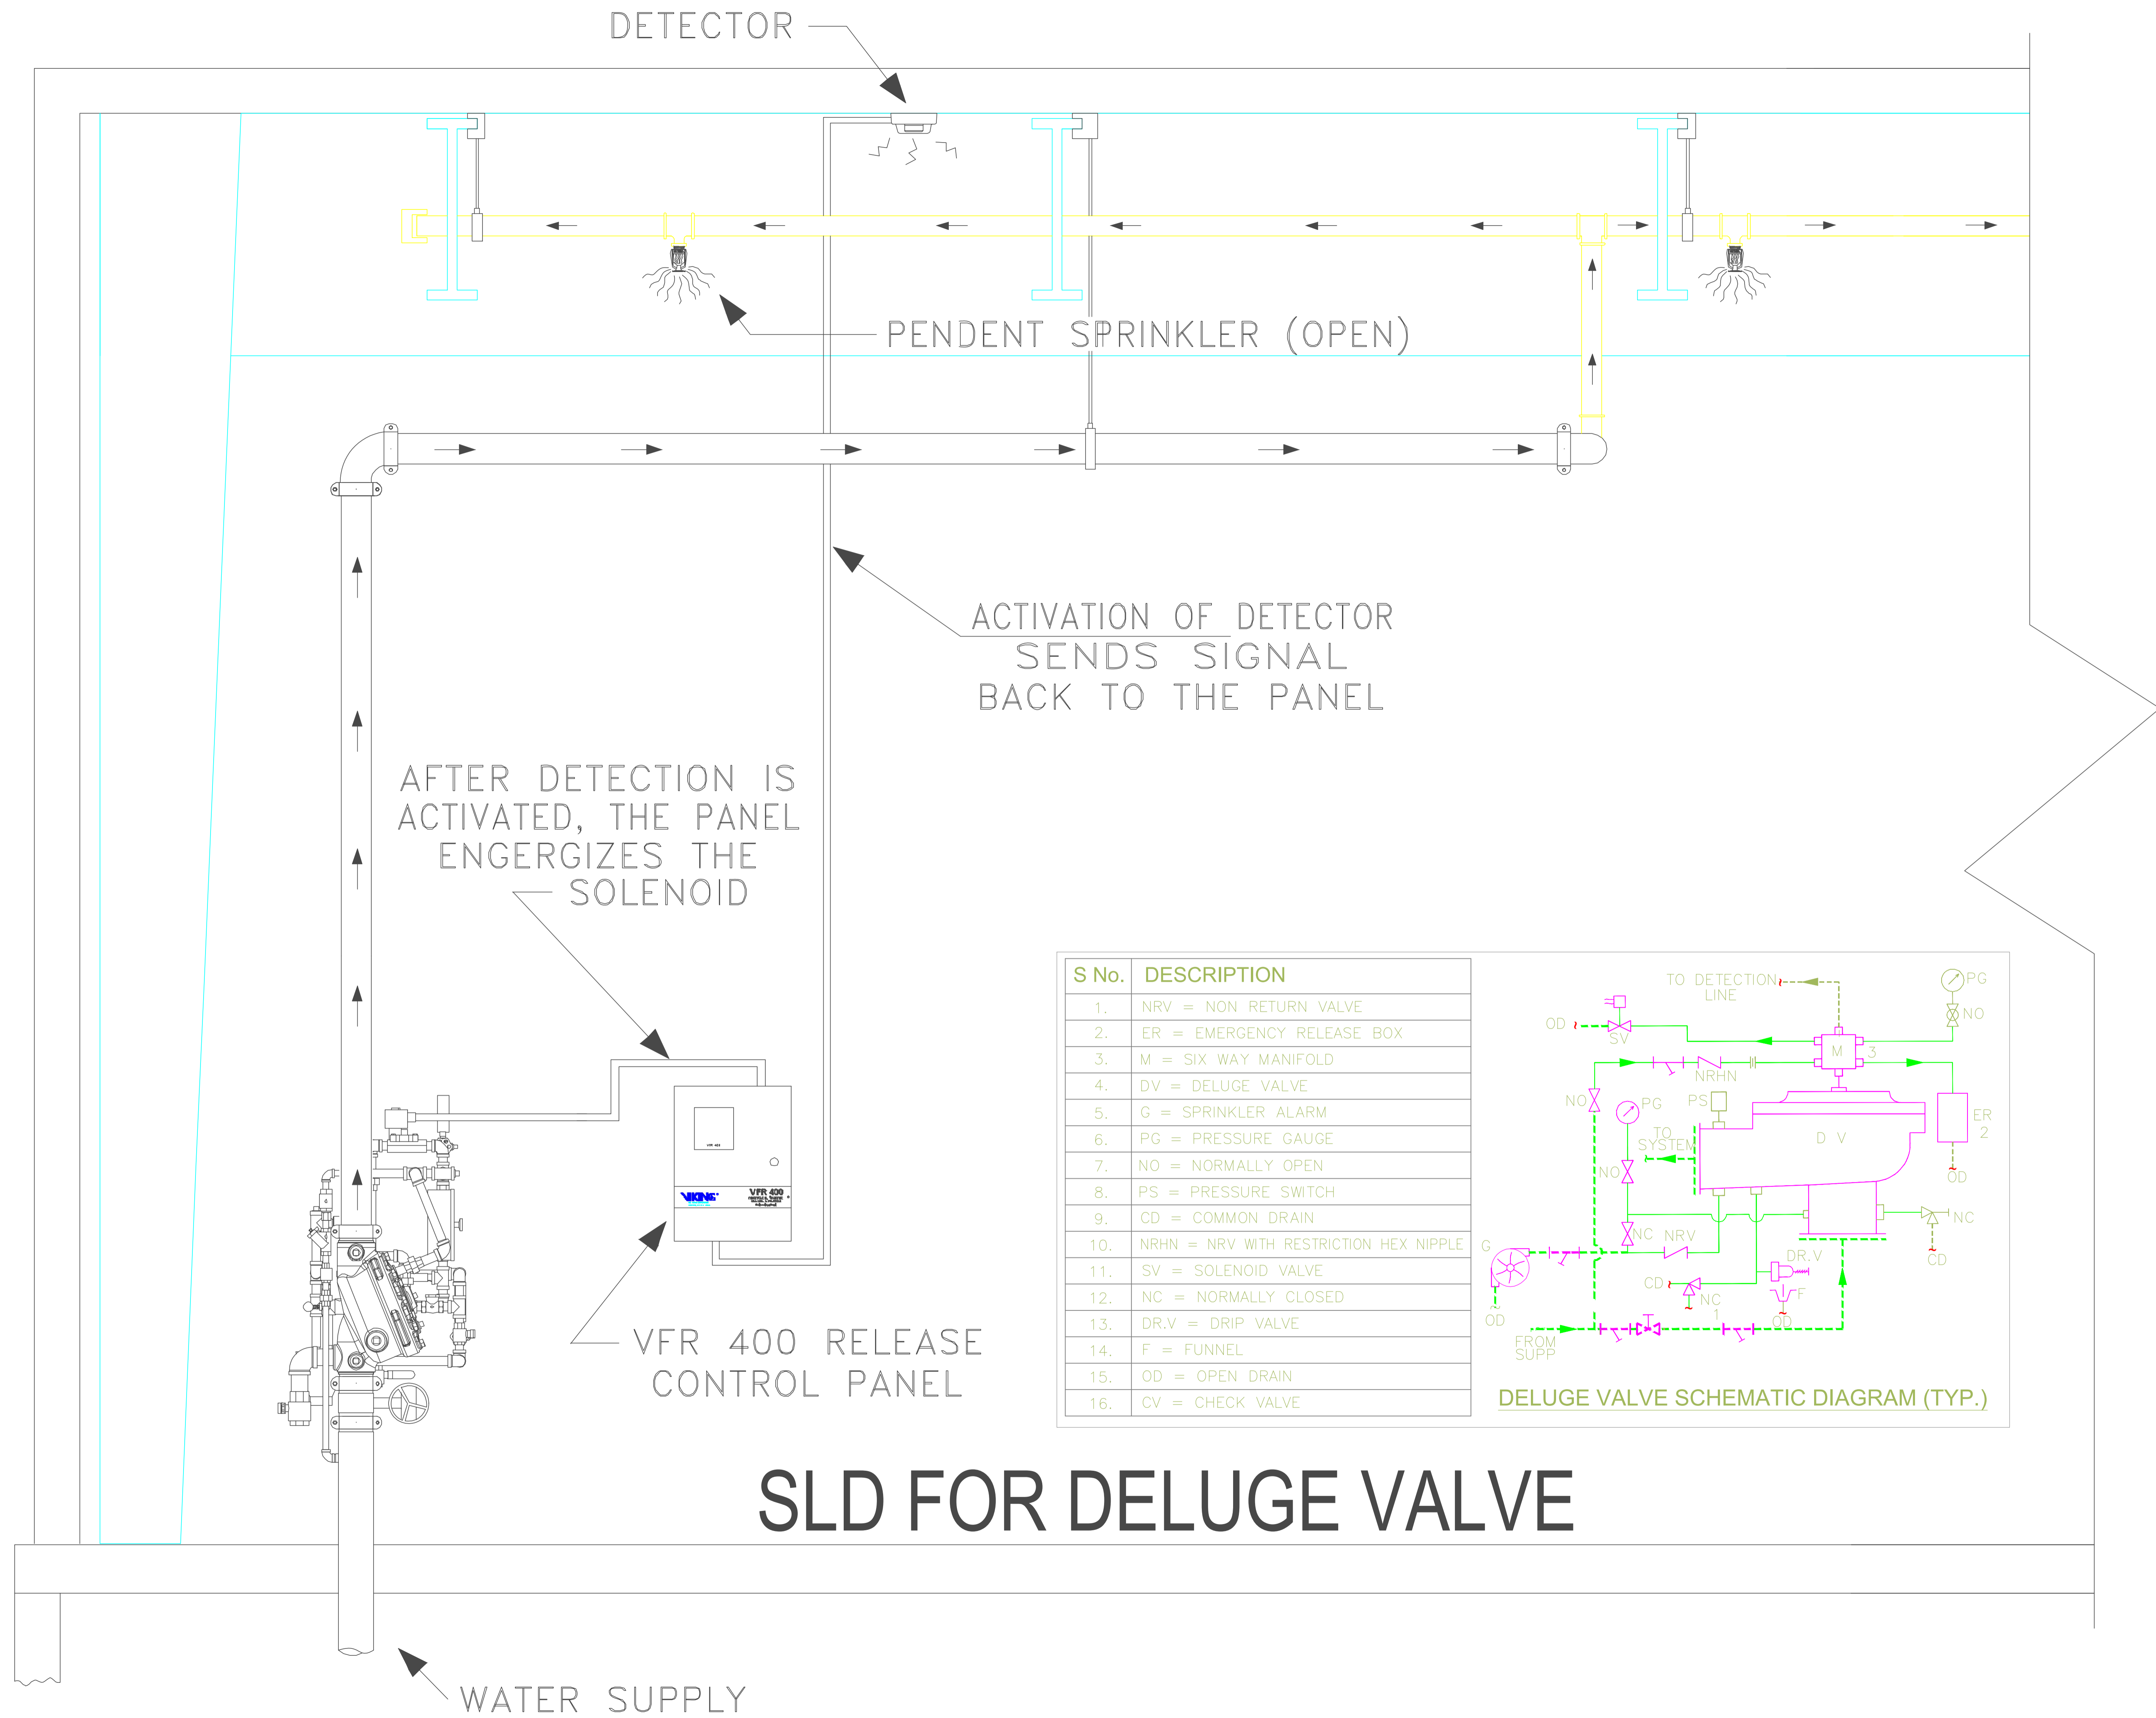 DETECTOR
PENDENT SPRINKLER (OPEN)
ACTIVATION OF DETECTOR
SENDS SIGNAL
BACK TO THE PANEL
AFTER DETECTION IS
ACTIVATED, THE PANEL
ENGERGIZES THE
SOLENOID
VFR 400
VIKING
VFR 400
VFR 400 RELEASE
CONTROL PANEL
WATER SUPPLY
S No. DESCRIPTION
1. NRV = NON RETURN VALVE
2. ER = EMERGENCY RELEASE BOX
3. M = SIX WAY MANIFOLD
4. DV = DELUGE VALVE
5. G = SPRINKLER ALARM
6. PG = PRESSURE GAUGE
7. NO = NORMALLY OPEN
8. PS = PRESSURE SWITCH
9. CD = COMMON DRAIN
10. NRHN = NRV WITH RESTRICTION HEX NIPPLE
11. SV = SOLENOID VALVE
12. NC = NORMALLY CLOSED
13. DR.V = DRIP VALVE
14. F = FUNNEL
15. OD = OPEN DRAIN
16. CV = CHECK VALVE
TO DETECTION
LINE
PG
NO
OD
SV
M
3
NRHN
NO
PG
PS
ER
2
TO
SYSTEM
D V
NO
OD
NC
NC
NRV
G
DR.V
CD
CD
F
NC
1
OD
OD
FROM
SUPP
DELUGE VALVE SCHEMATIC DIAGRAM (TYP.)
SLD FOR DELUGE VALVE